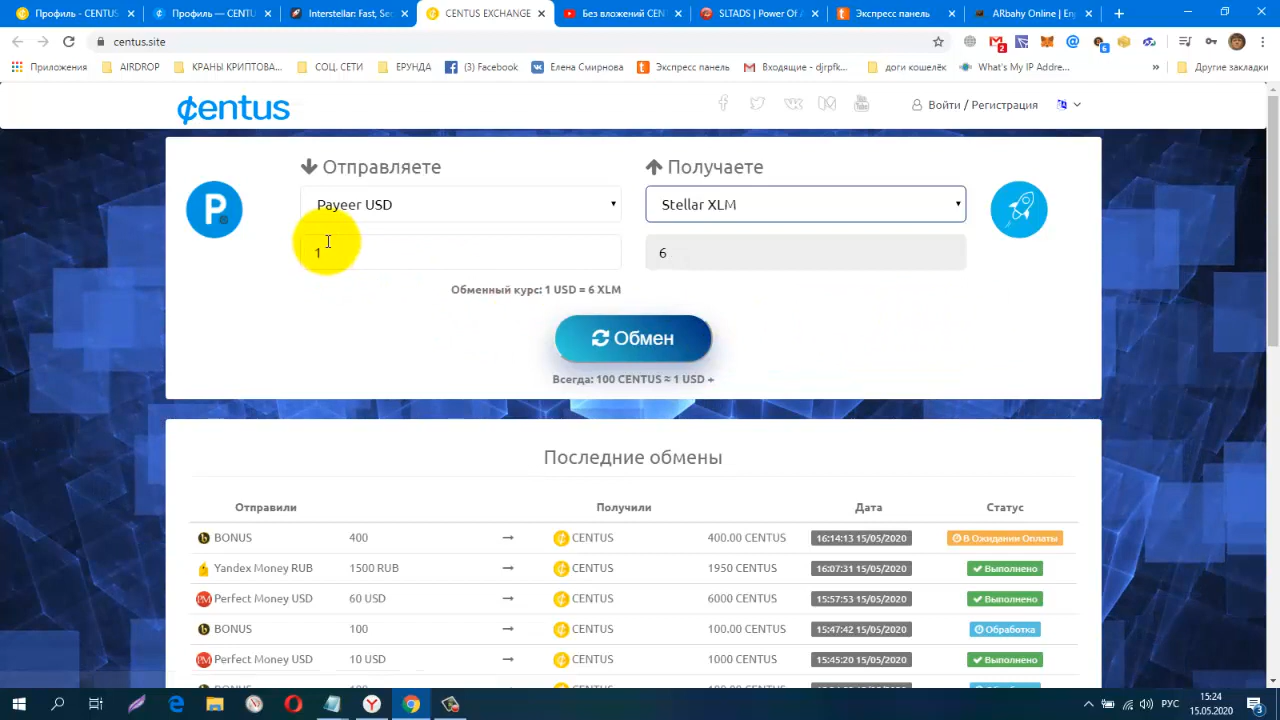 Профиль - CENTUS
Профиль — CENTU
Interstellar: Fast, Se
CENTUS EXCHANGE
Без вложений CEN
SLTADS | Power Of A
Экспресс панель
ARbahy Online | En
centus.site
2
6
Приложения
AIRDROP
КРАНЫ КРИПТОВА...
СОЦ. СЕТИ
ЕРУНДА
(3) Facebook
Елена Смирнова
Экспресс панель
Входящие - djrpfk...
доги кошелёк
What's My IP Addre...
»
Другие закладки
¢entus
Войти / Регистрация
Отправляете
Получаете
P
Payeer USD
Stellar XLM
1
6
Обменный курс: 1 USD = 6 XLM
Обмен
Всегда: 100 CENTUS ≈ 1 USD +
Последние обмены
Отправили Получили Дата Статус
BONUS 400 → CENTUS 400.00 CENTUS 16:14:13 15/05/2020 В Ожидании Оплаты
Yandex Money RUB 1500 RUB → CENTUS 1950 CENTUS 16:07:31 15/05/2020 Выполнено
Perfect Money USD 60 USD → CENTUS 6000 CENTUS 15:57:53 15/05/2020 Выполнено
BONUS 100 → CENTUS 100.00 CENTUS 15:47:42 15/05/2020 Обработка
Perfect Money USD 10 USD → CENTUS 1000 CENTUS 15:45:20 15/05/2020 Выполнено
РУС
15:24
15.05.2020
3